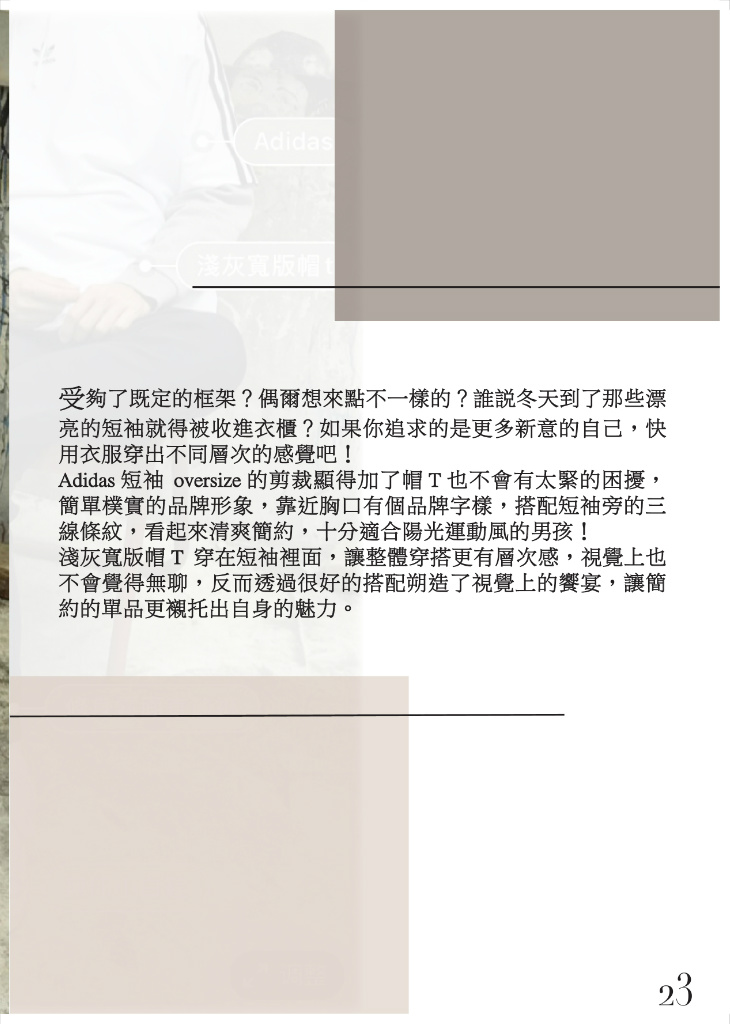 Adidas
淺灰寬版帽 t
受夠了既定的框架？偶爾想來點不一樣的？誰説冬天到了那些漂
亮的短袖就得被收進衣櫃？如果你追求的是更多新意的自己，快
用衣服穿出不同層次的感覺吧！
Adidas 短袖 oversize 的剪裁顯得加了帽 T 也不會有太緊的困擾，
簡單樸實的品牌形象，靠近胸口有個品牌字樣，搭配短袖旁的三
線條紋，看起來清爽簡約，十分適合陽光運動風的男孩！
淺灰寬版帽 T 穿在短袖裡面，讓整體穿搭更有層次感，視覺上也
不會覺得無聊，反而透過很好的搭配朔造了視覺上的饗宴，讓簡
約的單品更襯托出自身的魅力。
23